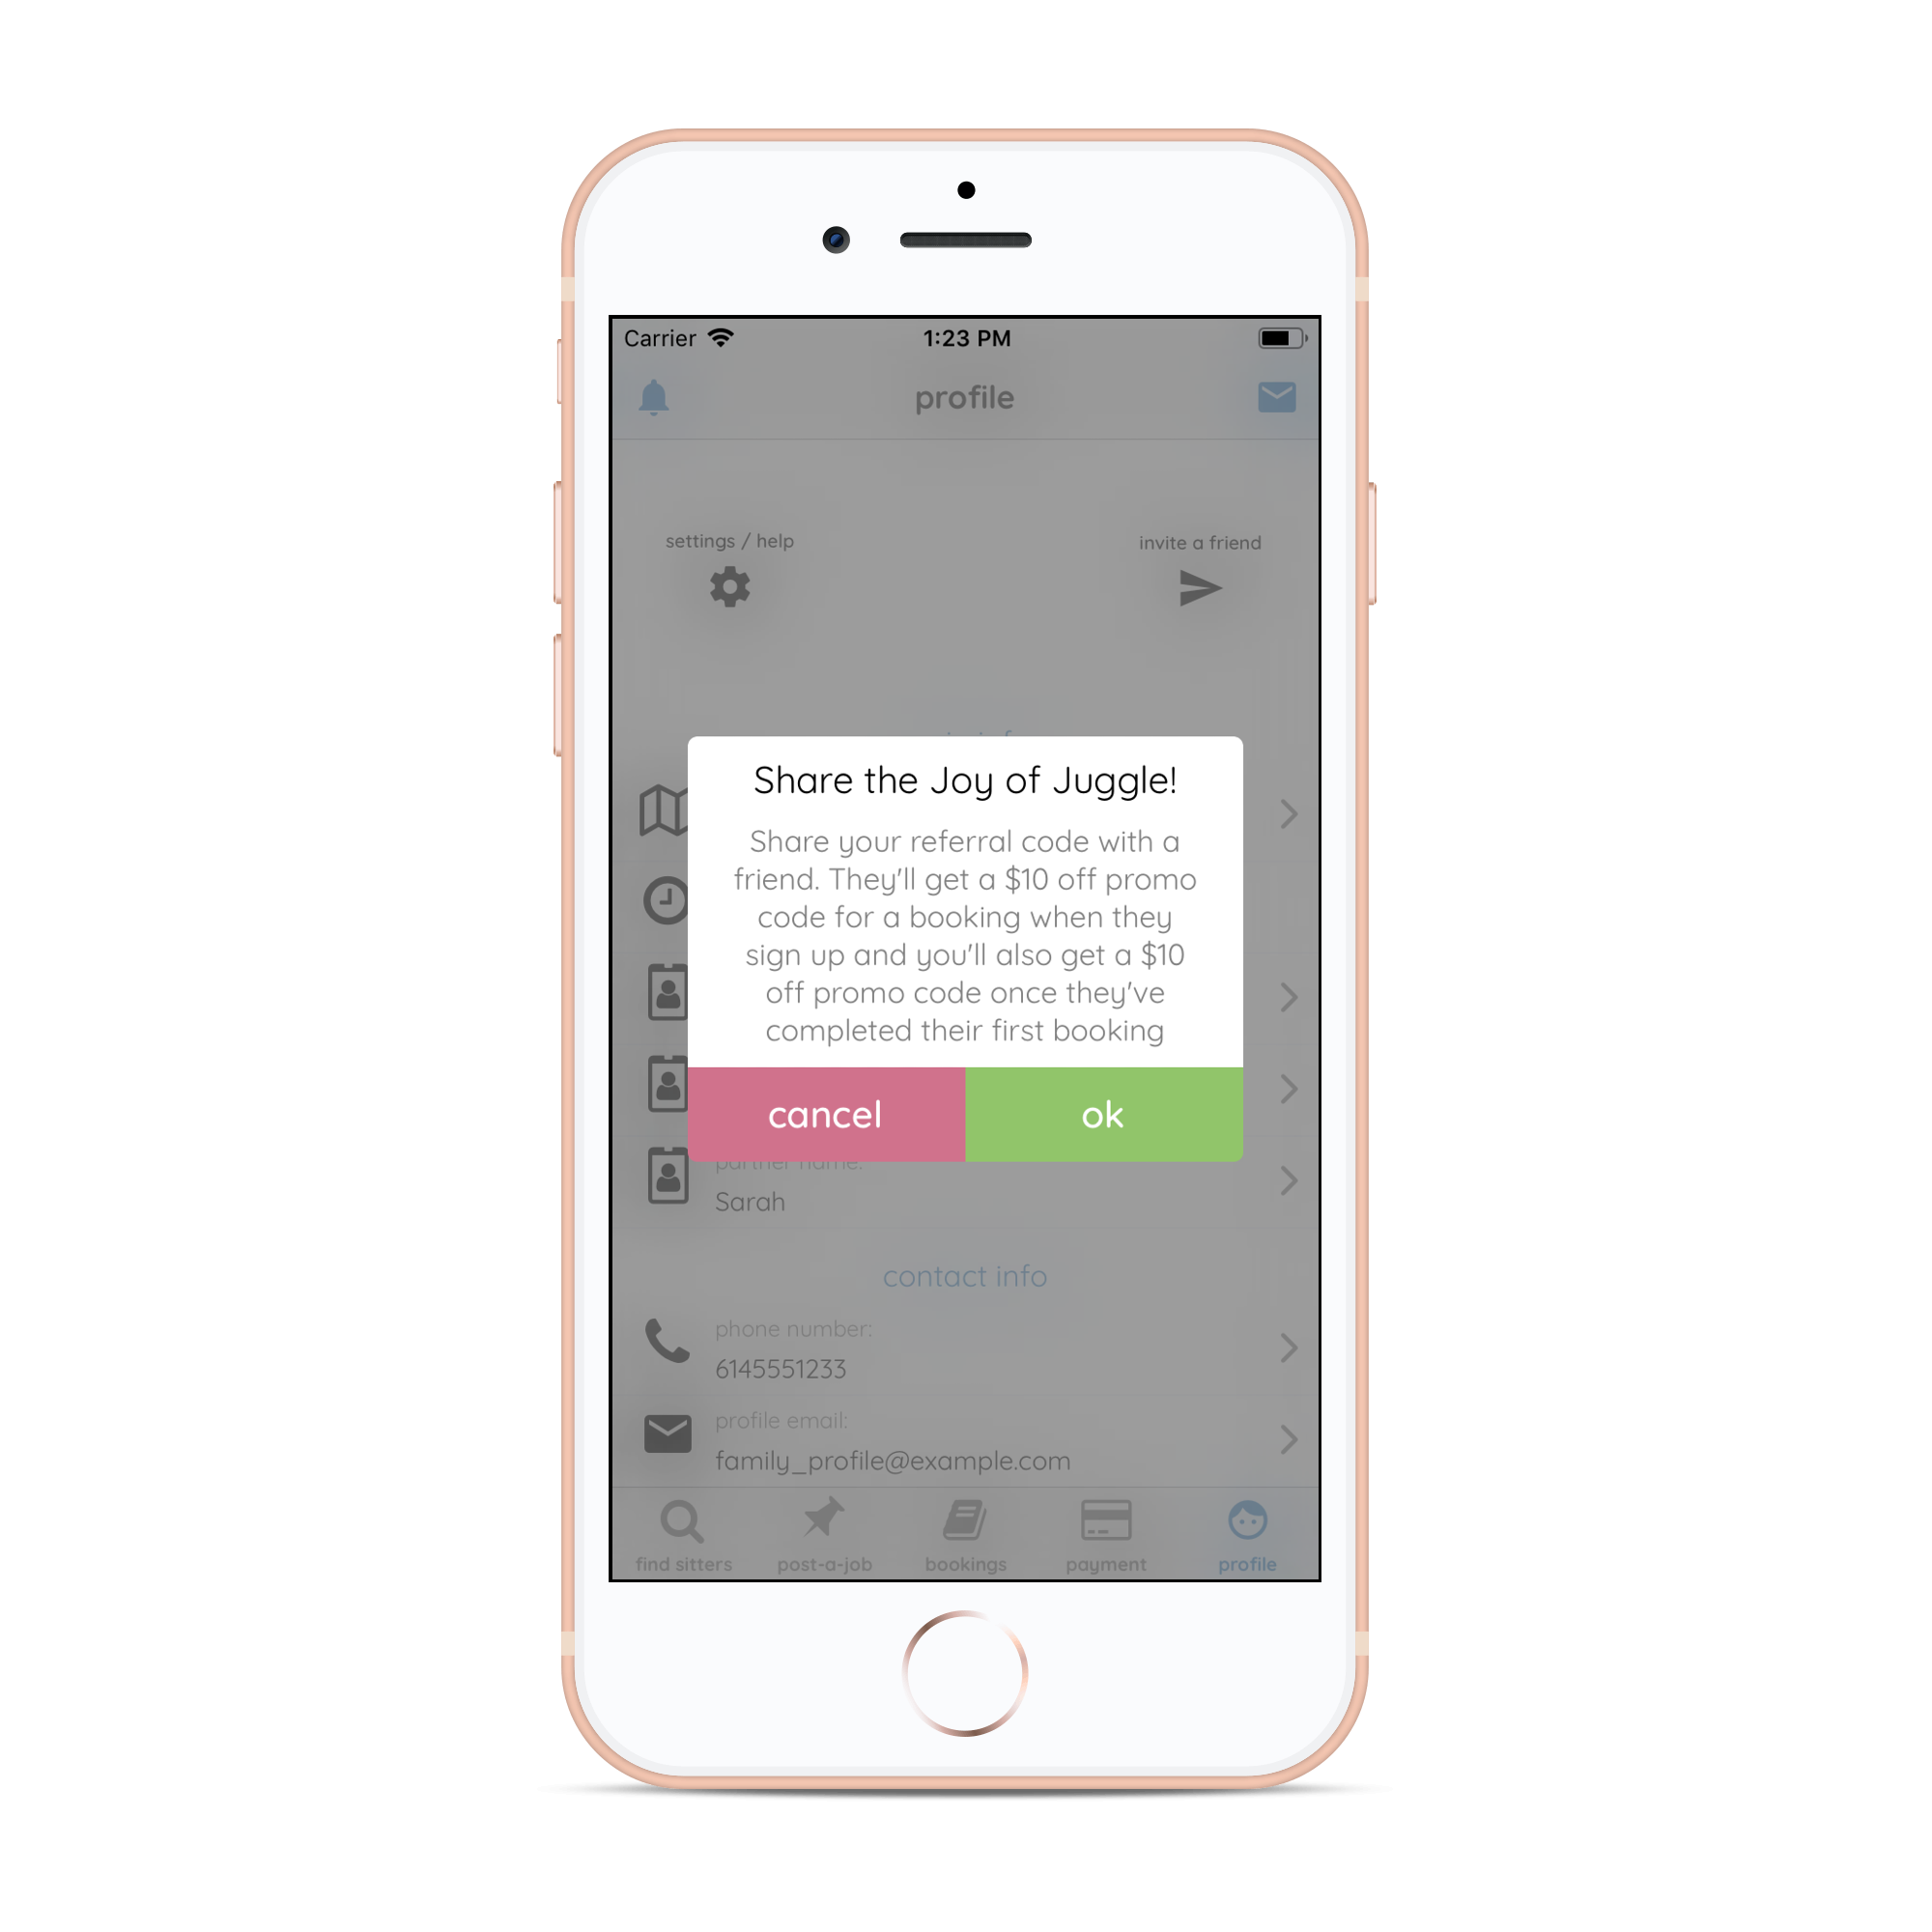 Carrier
1:23 PM
profile
settings / help
invite a friend
Share the Joy of Juggle!
Share your referral code with a
friend. They'll get a $10 off promo
code for a booking when they
sign up and you'll also get a $10
off promo code once they've
completed their first booking
cancel
ok
partner name:
Sarah
contact info
phone number:
6145551233
profile email:
family_profile@example.com
find sitters
post-a-job
bookings
payment
profile